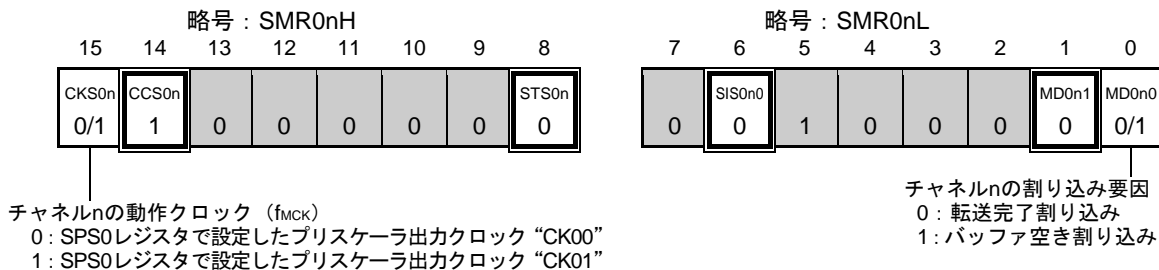 略号：SMR0nH 略号：SMR0nL
15 14 13 12 11 10 9 8 7 6 5 4 3 2 1 0
CKS0n CCS0n STS0n SIS0n0 MD0n1 MD0n0
0/1 1 0 0 0 0 0 0 0 0 1 0 0 0 0 0/1
チャネルnの動作クロック（fMCK）
0：SPS0レジスタで設定したプリスケーラ出力クロック“CK00”
1：SPS0レジスタで設定したプリスケーラ出力クロック“CK01”
チャネルnの割り込み要因
0：転送完了割り込み
1：バッファ空き割り込み